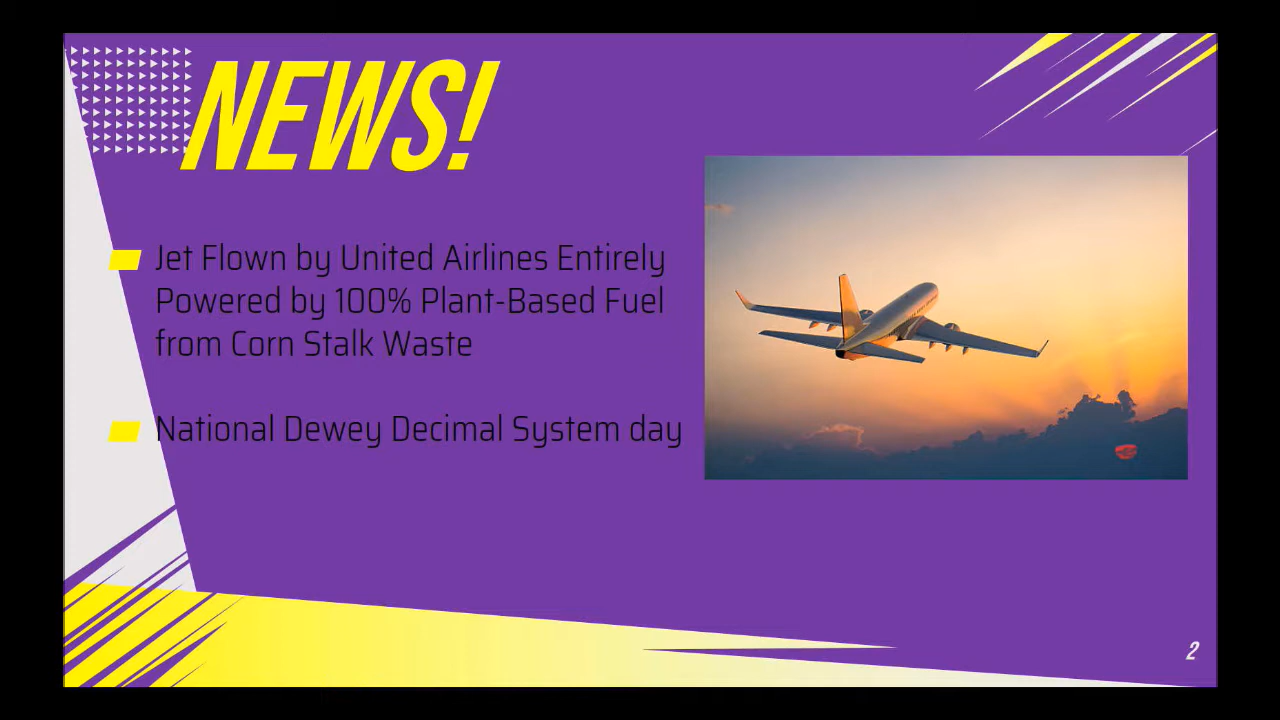 NEWS!
Jet Flown by United Airlines Entirely
Powered by 100% Plant-Based Fuel
from Corn Stalk Waste
National Dewey Decimal System day
2